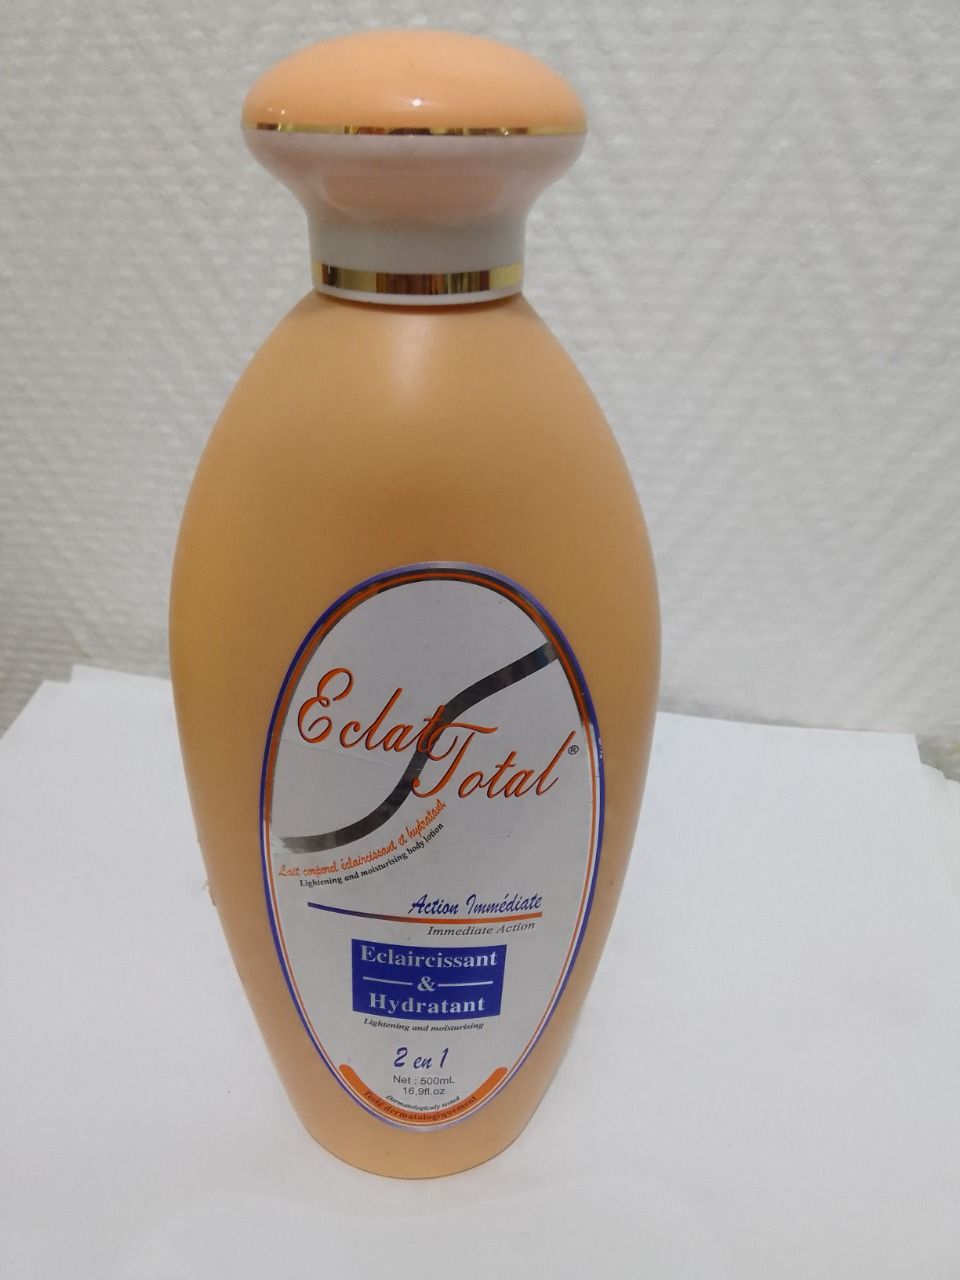 Eclat
Total®
Lait corporel éclaircissant et hydratant
Lightening and moisturising body lotion
Action Immédiate
Immediate Action
Eclaircissant
&
Hydratant
Lightening and moisturising
2 en 1
Net : 500mL
16,9fl.oz
Dermatologicaly tested
Testé dermatologiquement